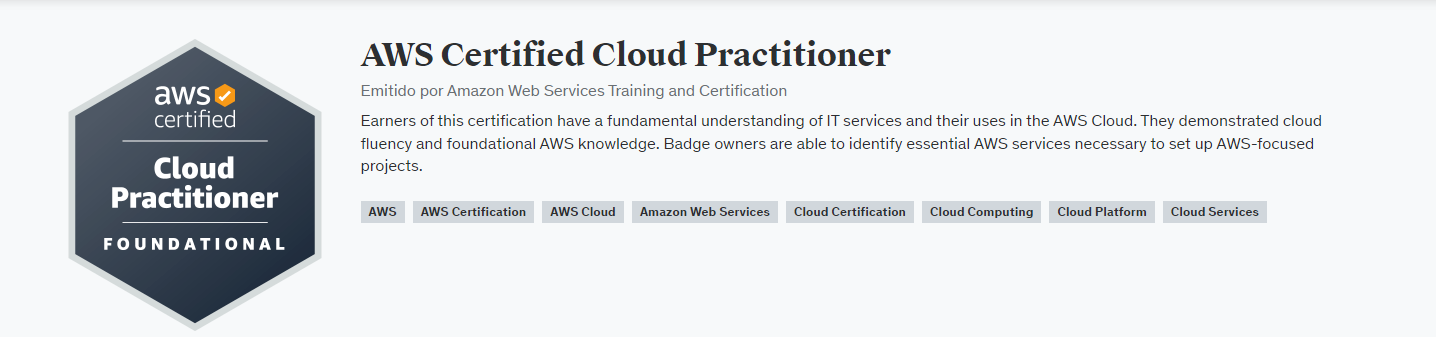 aws
certified
Cloud
Practitioner
FOUNDATIONAL
AWS Certified Cloud Practitioner
Emitido por Amazon Web Services Training and Certification
Earners of this certification have a fundamental understanding of IT services and their uses in the AWS Cloud. They demonstrated cloud
fluency and foundational AWS knowledge. Badge owners are able to identify essential AWS services necessary to set up AWS-focused
projects.
AWS AWS Certification AWS Cloud Amazon Web Services Cloud Certification Cloud Computing Cloud Platform Cloud Services